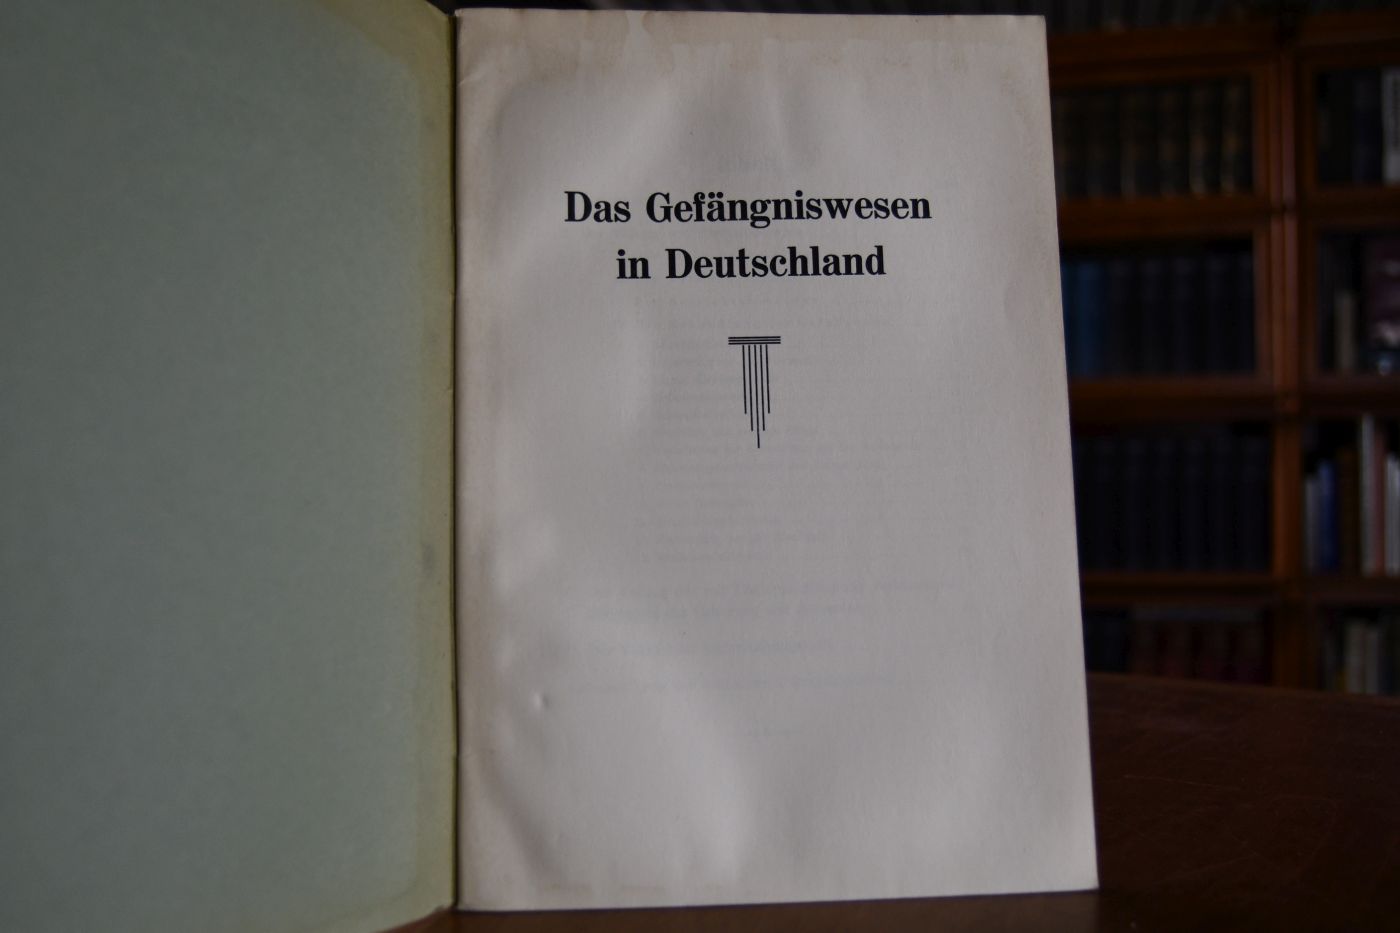 Das Gefängniswesen
in Deutschland